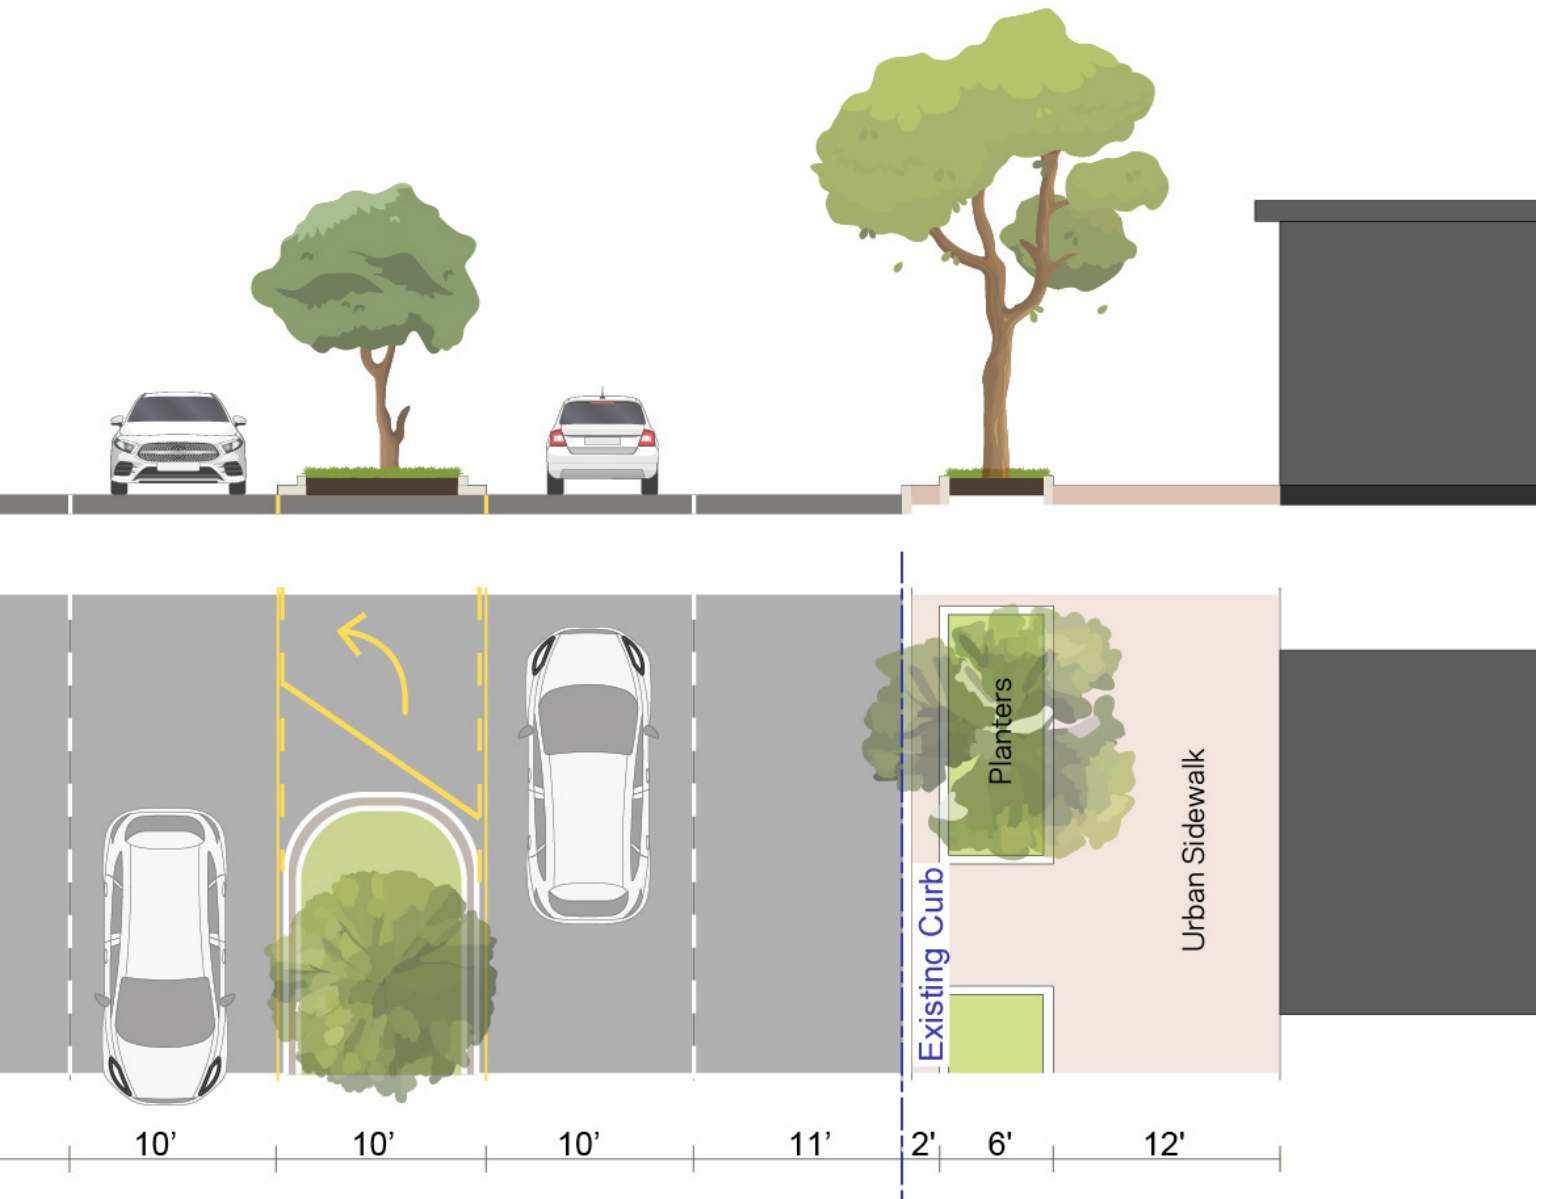 Planters
Urban Sidewalk
Existing Curb
10’
10’
10’
11’
2'
6'
12'